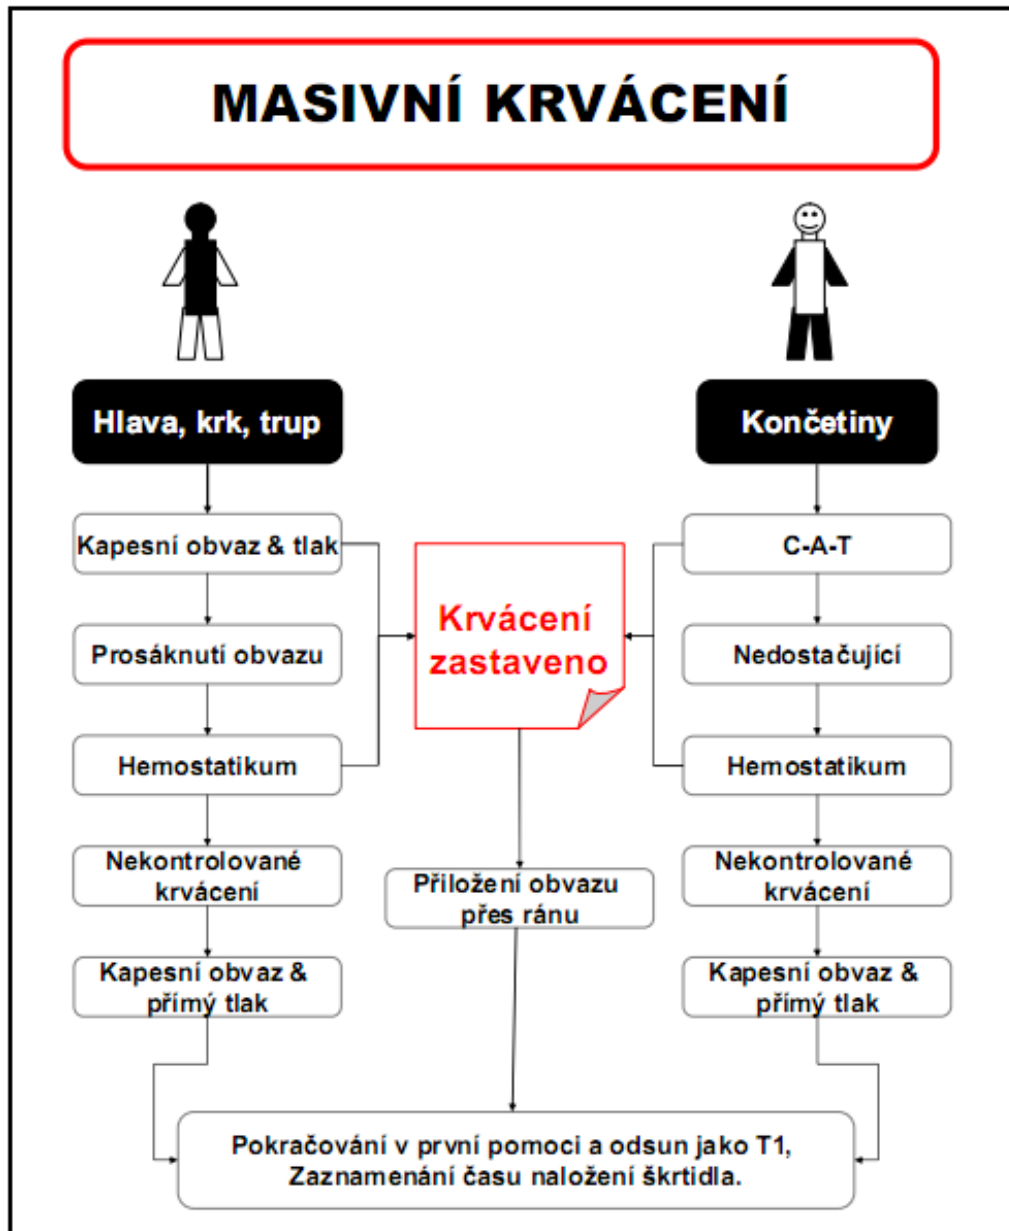 MASIVNÍ KRVÁCENÍ
Hlava, krk, trup
Kapesní obvaz & tlak
Prosáknutí obvazu
Hemostatikum
Nekontrolované
krvácení
Kapesní obvaz &
přímý tlak
Krvácení
zastaveno
Přiložení obvazu
přes ránu
Končetiny
C-A-T
Nedostačující
Hemostatikum
Nekontrolované
krvácení
Kapesní obvaz &
přímý tlak
Pokračování v první pomoci a odsun jako T1,
Zaznamenání času naložení škrtidla.